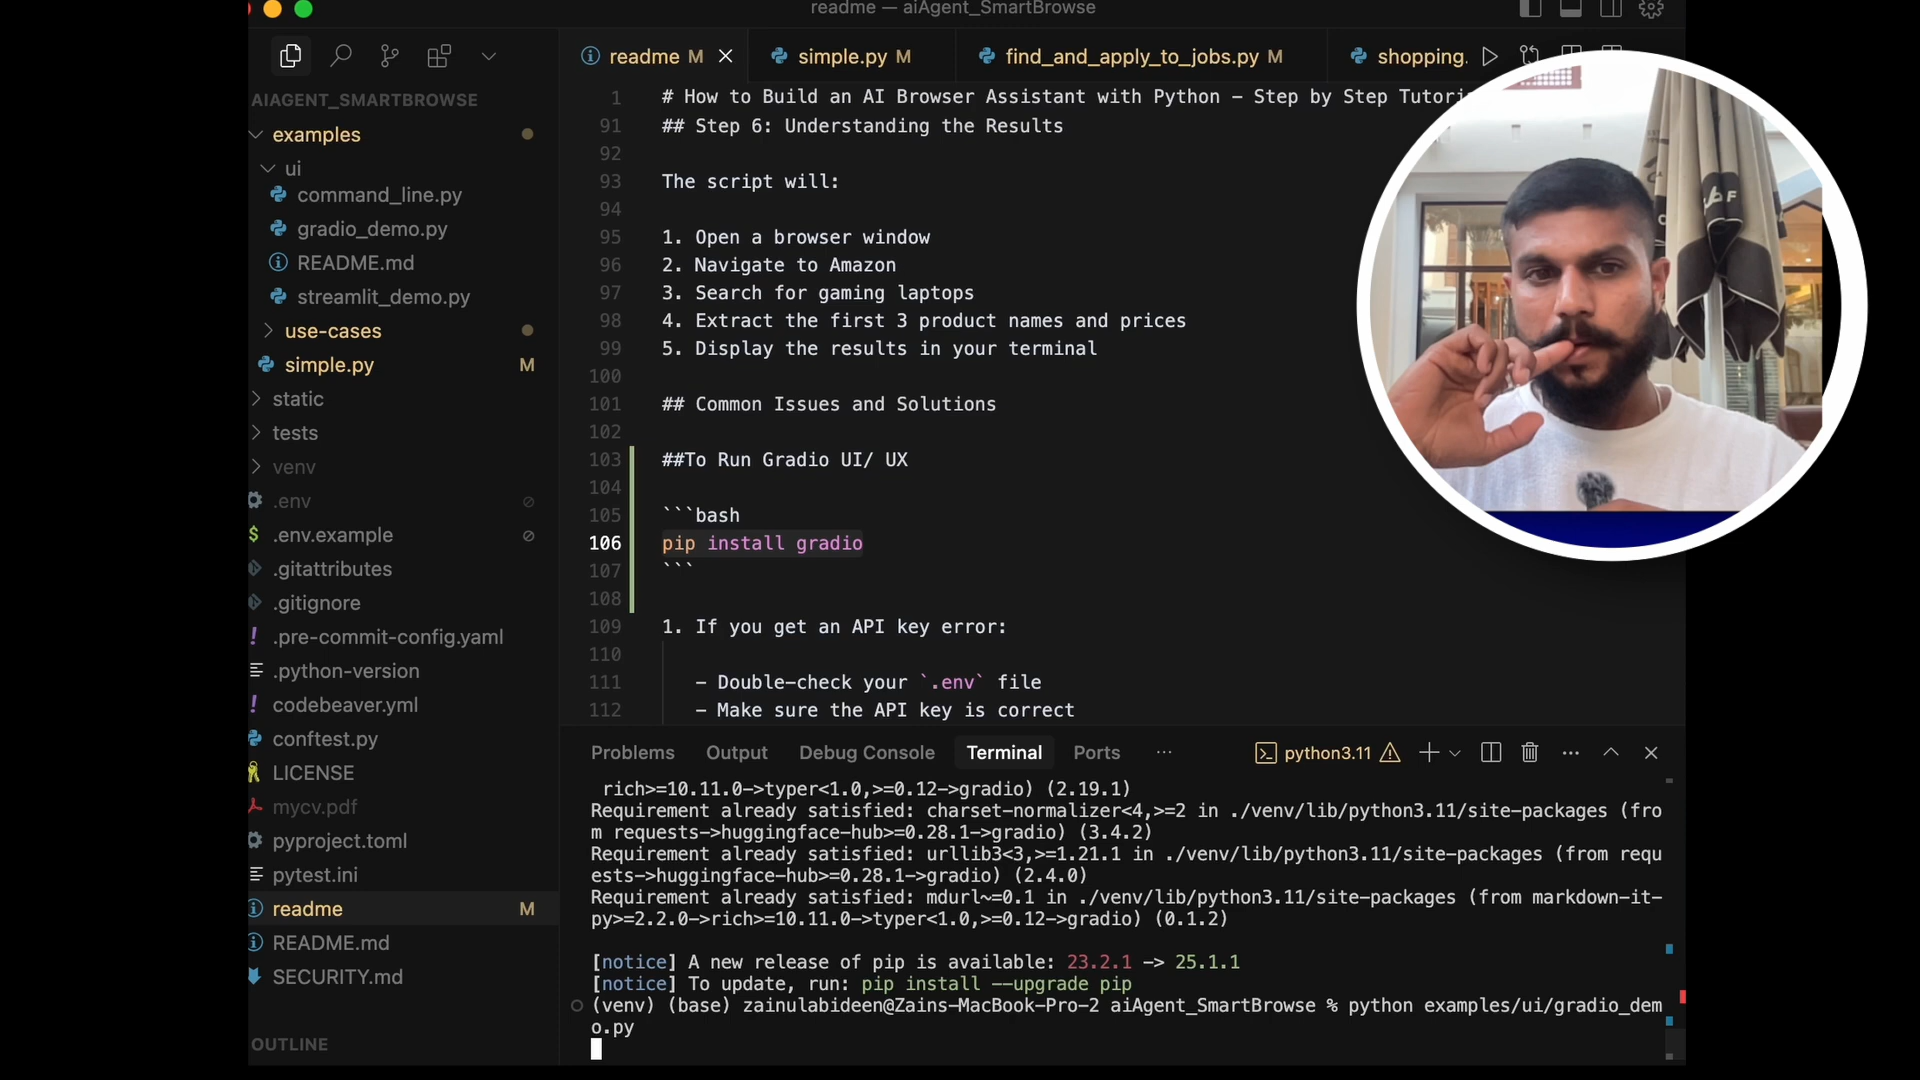 readme — aiAgent_SmartBrowse
readme M
simple.py M
find_and_apply_to_jobs.py M
shopping.
AIAGENT_SMARTBROWSE
examples
ui
command_line.py
gradio_demo.py
README.md
streamlit_demo.py
use-cases
simple.py M
static
tests
venv
.env
$ .env.example
.gitattributes
.gitignore
! .pre-commit-config.yaml
.python-version
! codebeaver.yml
conftest.py
LICENSE
mycv.pdf
pyproject.toml
pytest.ini
readme M
README.md
SECURITY.md
OUTLINE
1 # How to Build an AI Browser Assistant with Python - Step by Step Tutori
91 ## Step 6: Understanding the Results
92
93 The script will:
94
95 1. Open a browser window
96 2. Navigate to Amazon
97 3. Search for gaming laptops
98 4. Extract the first 3 product names and prices
99 5. Display the results in your terminal
100
101 ## Common Issues and Solutions
102
103 ##To Run Gradio UI/ UX
104
105 ```bash
106 pip install gradio
107 ```
108
109 1. If you get an API key error:
110
111 - Double-check your `.env` file
112 - Make sure the API key is correct
Problems Output Debug Console Terminal Ports ··· python3.11
rich>=10.11.0->typer<1.0,>=0.12->gradio) (2.19.1)
Requirement already satisfied: charset-normalizer<4,>=2 in ./venv/lib/python3.11/site-packages (fro
m requests->huggingface-hub>=0.28.1->gradio) (3.4.2)
Requirement already satisfied: urllib3<3,>=1.21.1 in ./venv/lib/python3.11/site-packages (from requ
ests->huggingface-hub>=0.28.1->gradio) (2.4.0)
Requirement already satisfied: mdurl~=0.1 in ./venv/lib/python3.11/site-packages (from markdown-it-
py>=2.2.0->rich>=10.11.0->typer<1.0,>=0.12->gradio) (0.1.2)
[notice] A new release of pip is available: 23.2.1 -> 25.1.1
[notice] To update, run: pip install --upgrade pip
(venv) (base) zainulabideen@Zains-MacBook-Pro-2 aiAgent_SmartBrowse % python examples/ui/gradio_dem
o.py